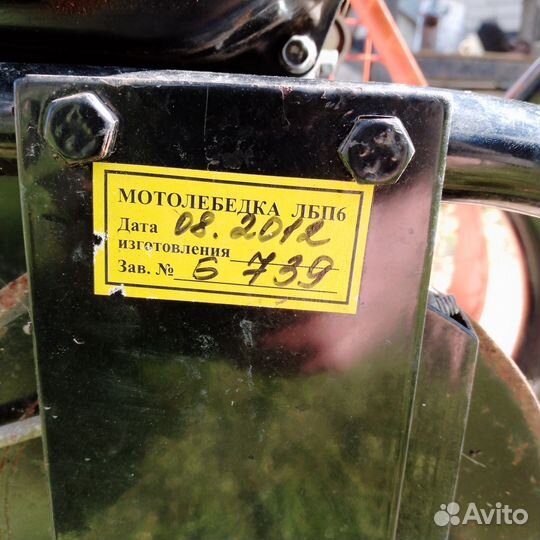 МОТОЛЕБЕДКА ЛБП6
Дата 08.2012
изготовления
Зав. № Б 739
Avito